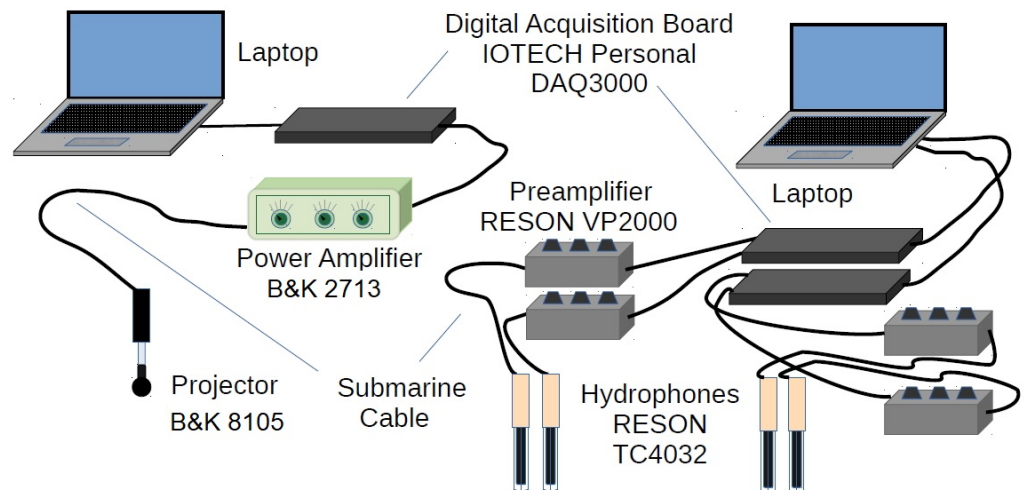 Laptop
Digital Acquisition Board
IOTECH Personal
DAQ3000
Power Amplifier
B&K 2713
Preamplifier
RESON VP2000
Laptop
Projector
B&K 8105
Submarine
Cable
Hydrophones
RESON
TC4032